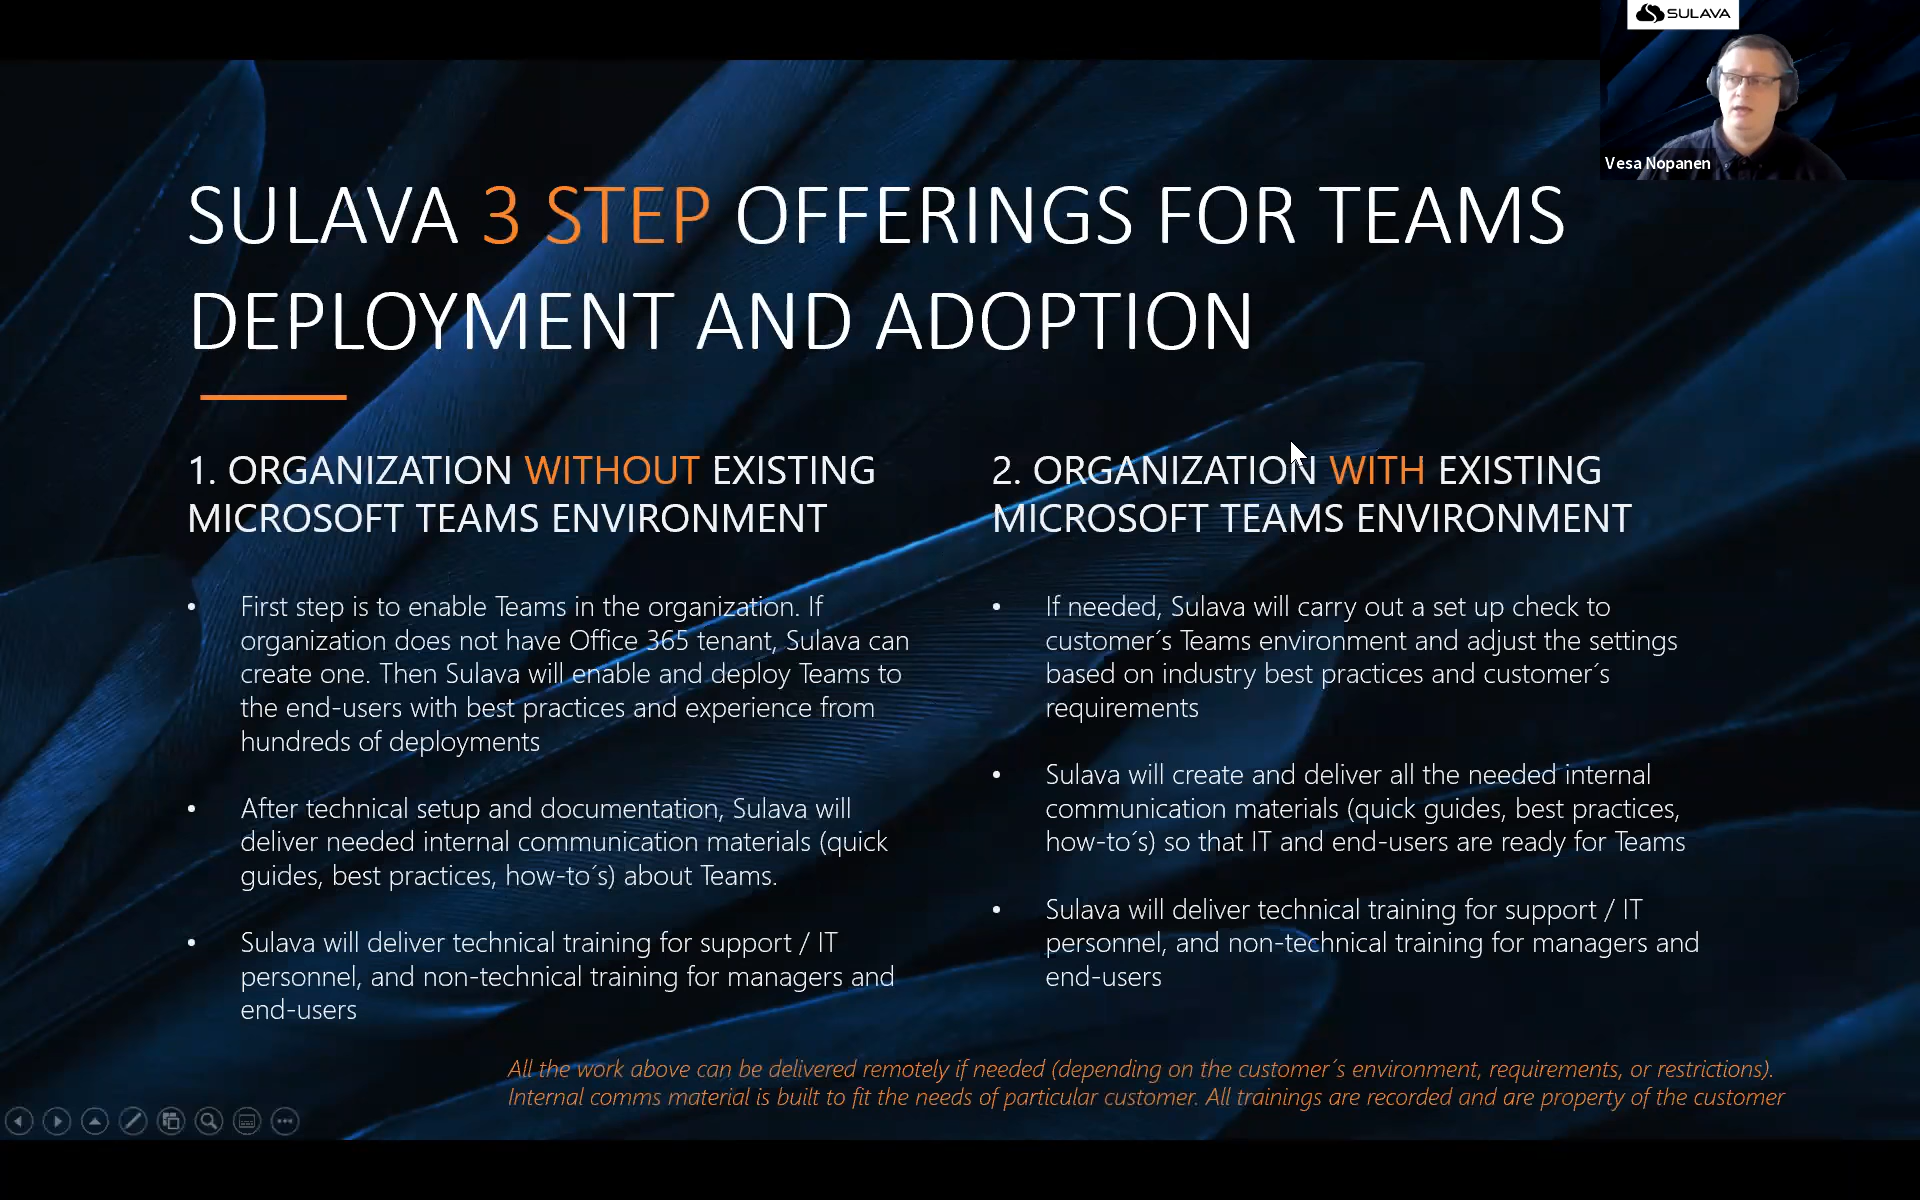 SULAVA
Vesa Nopanen
SULAVA 3 STEP OFFERINGS FOR TEAMS
DEPLOYMENT AND ADOPTION
1. ORGANIZATION WITHOUT EXISTING
MICROSOFT TEAMS ENVIRONMENT
• First step is to enable Teams in the organization. If
organization does not have Office 365 tenant, Sulava can
create one. Then Sulava will enable and deploy Teams to
the end-users with best practices and experience from
hundreds of deployments
• After technical setup and documentation, Sulava will
deliver needed internal communication materials (quick
guides, best practices, how-to´s) about Teams.
• Sulava will deliver technical training for support / IT
personnel, and non-technical training for managers and
end-users
2. ORGANIZATION WITH EXISTING
MICROSOFT TEAMS ENVIRONMENT
• If needed, Sulava will carry out a set up check to
customer´s Teams environment and adjust the settings
based on industry best practices and customer´s
requirements
• Sulava will create and deliver all the needed internal
communication materials (quick guides, best practices,
how-to´s) so that IT and end-users are ready for Teams
• Sulava will deliver technical training for support / IT
personnel, and non-technical training for managers and
end-users
All the work above can be delivered remotely if needed (depending on the customer´s environment, requirements, or restrictions).
Internal comms material is built to fit the needs of particular customer. All trainings are recorded and are property of the customer